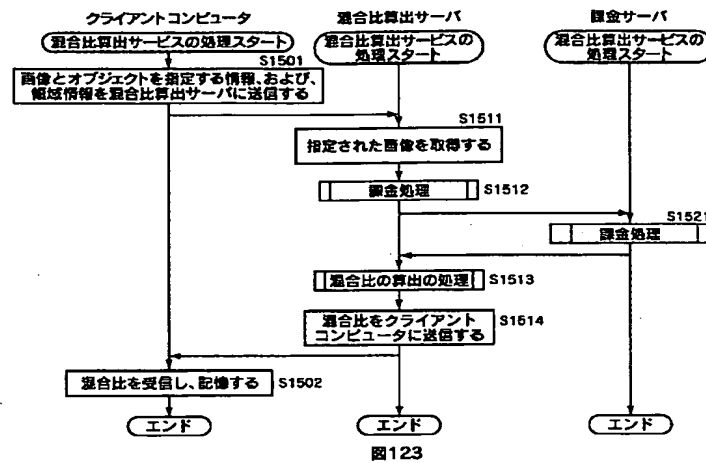 クライアントコンピュータ
混合比算出サーバ
課金サーバ
混合比算出サービスの処理スタート
混合比算出サービスの
処理スタート
混合比算出サービスの
処理スタート
S1501
画像とオブジェクトを指定する情報、および、
領域情報を混合比算出サーバに送信する
S1511
指定された画像を取得する
課金処理
S1512
S1521
課金処理
混合比の算出の処理
S1513
混合比をクライアント
コンピュータに送信する
S1514
混合比を受信し、記憶する
S1502
エンド
エンド
エンド
図123